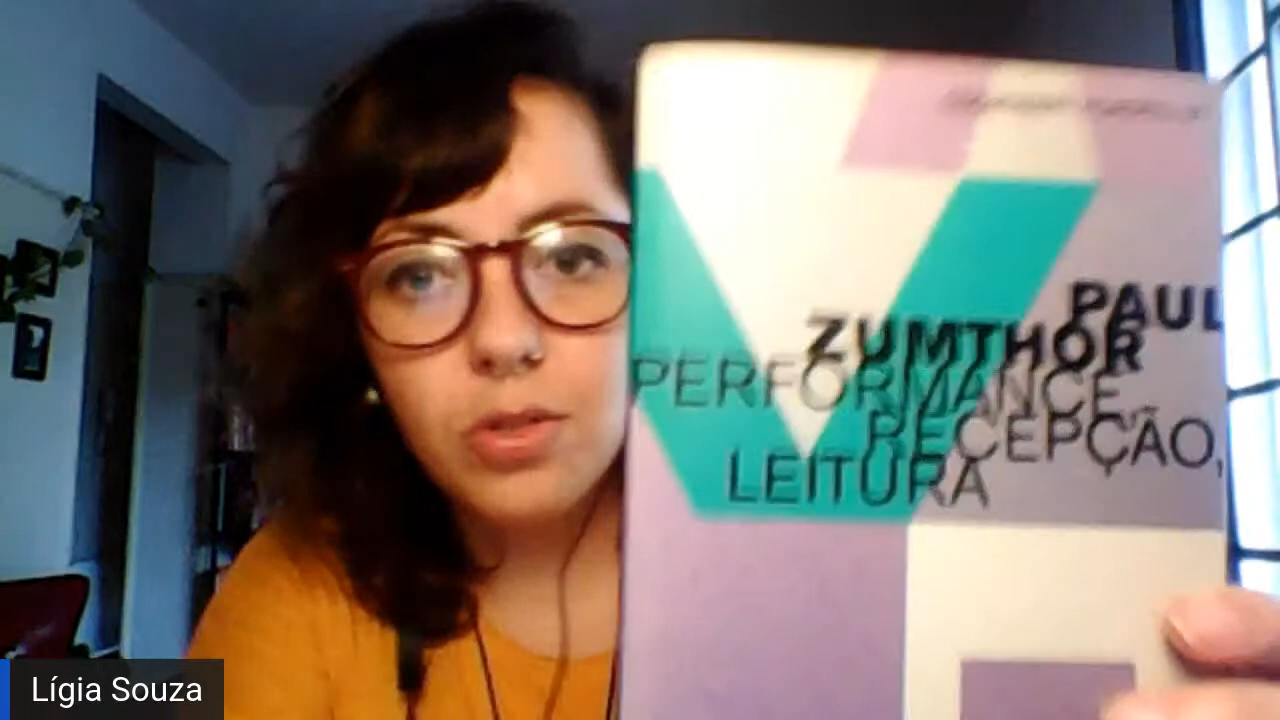 PAUL
ZUMTHOR
PERFORMANCE,
RECEPÇÃO,
LEITURA
Lígia Souza